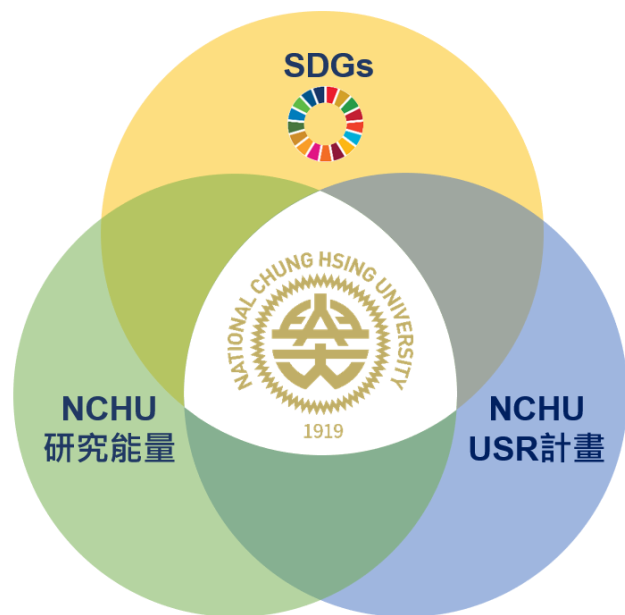 SDGs
NATIONAL CHUNG HSING UNIVERSITY
1919
NCHU
研究能量
NCHU
USR計畫